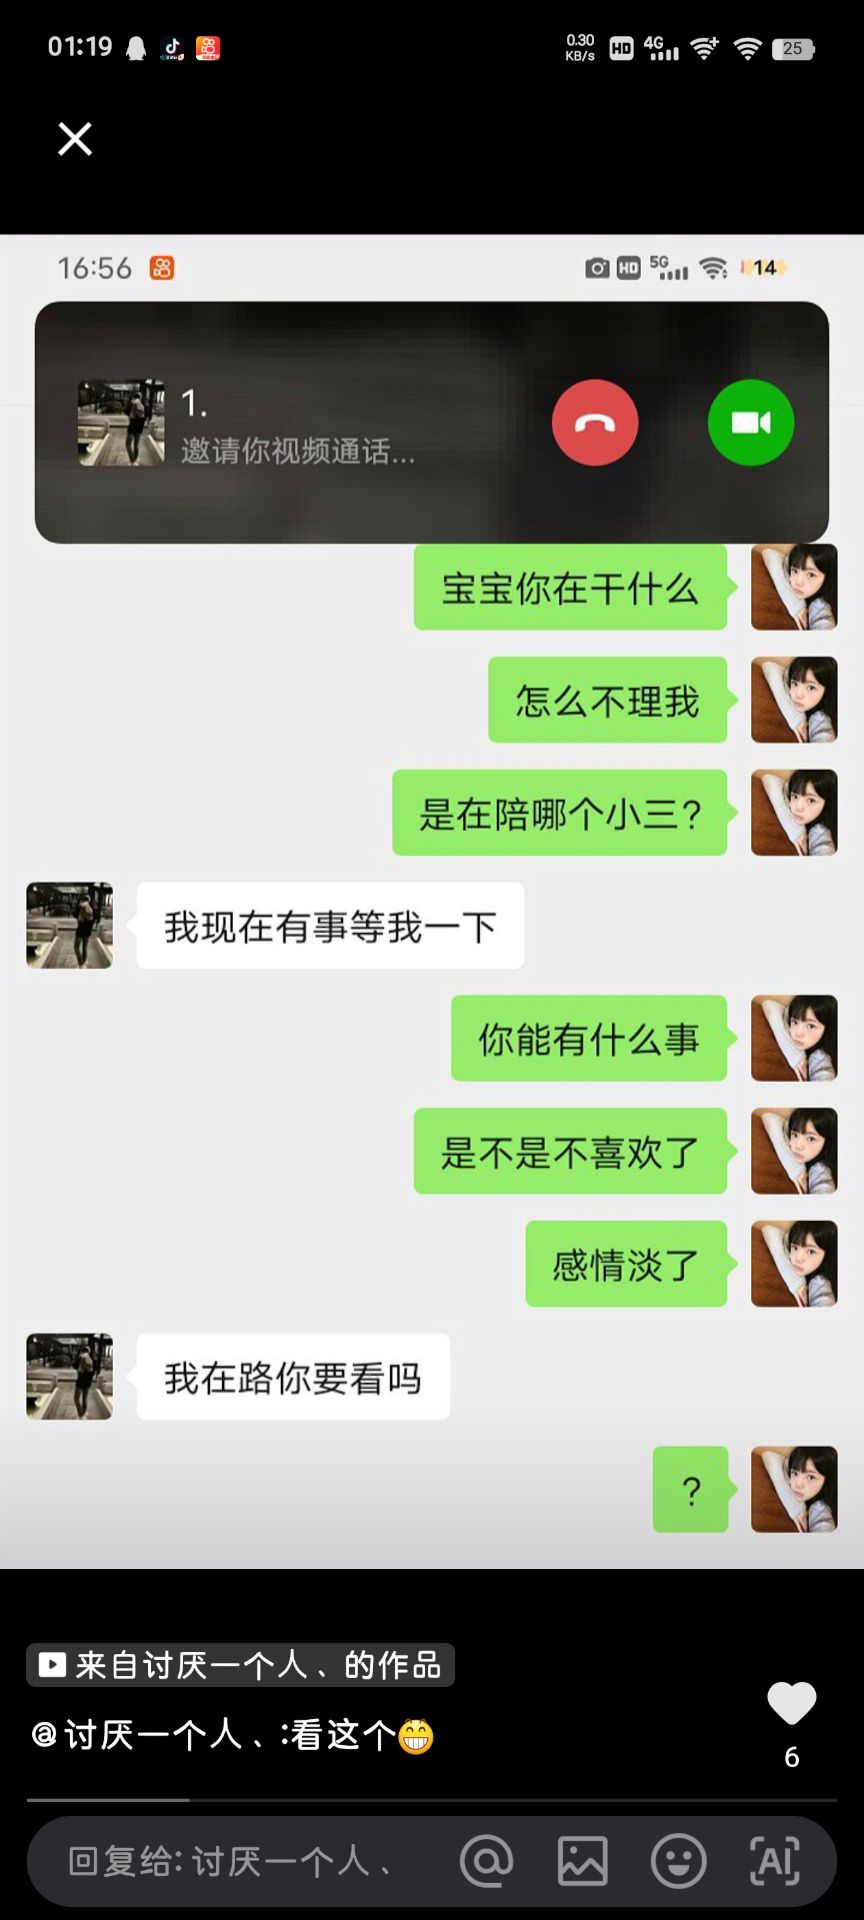 01:19
0.30
KB/s
HD
4G
25
16:56
HD
5G
14
1.
邀请你视频通话...
宝宝你在干什么
怎么不理我
是在陪哪个小三?
我现在有事等我一下
你能有什么事
是不是不喜欢了
感情淡了
我在路你要看吗
?
来自讨厌一个人、的作品
@讨厌一个人、:看这个😁
6
回复给: 讨厌一个人、
AI